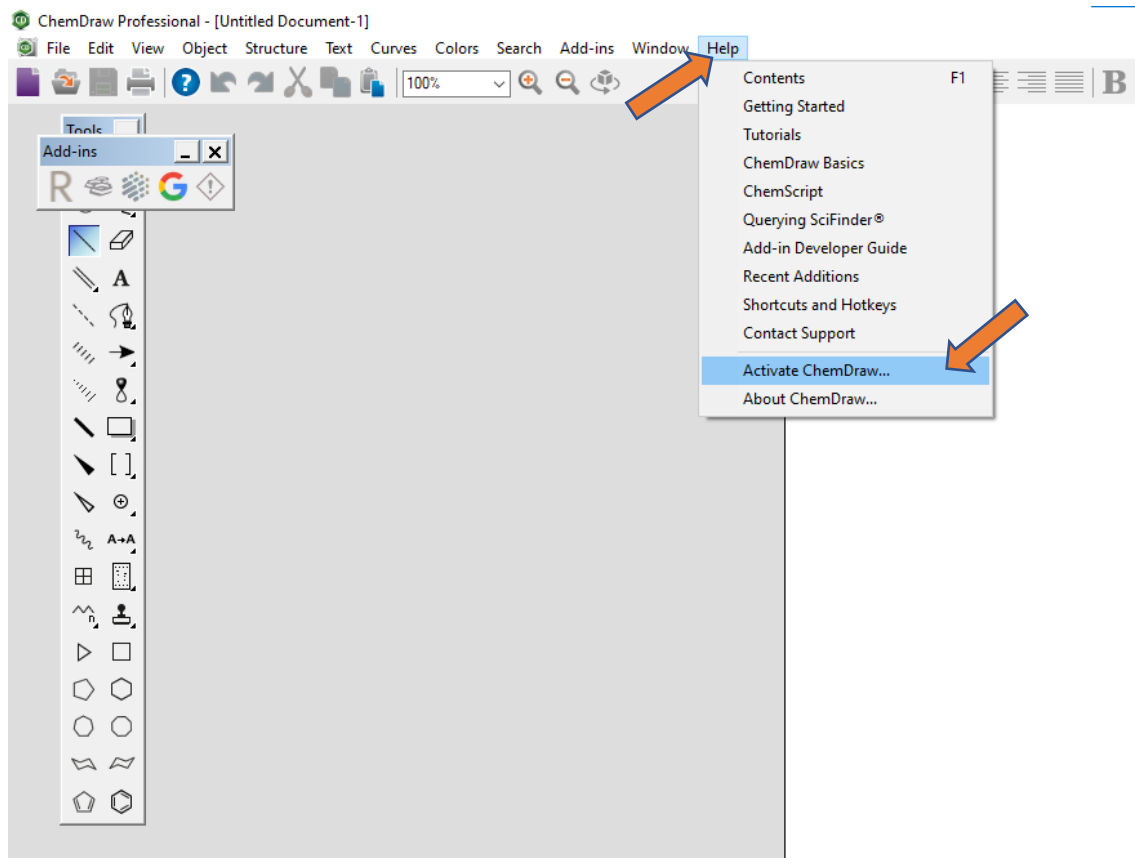 ChemDraw Professional - [Untitled Document-1]
File Edit View Object Structure Text Curves Colors Search Add-ins Window Help
100%
B
Contents F1
Getting Started
Tutorials
ChemDraw Basics
ChemScript
Querying SciFinder®
Add-in Developer Guide
Recent Additions
Shortcuts and Hotkeys
Contact Support
Activate ChemDraw...
About ChemDraw...
Tools
Add-ins
R G
A
[ ]
A→A
n